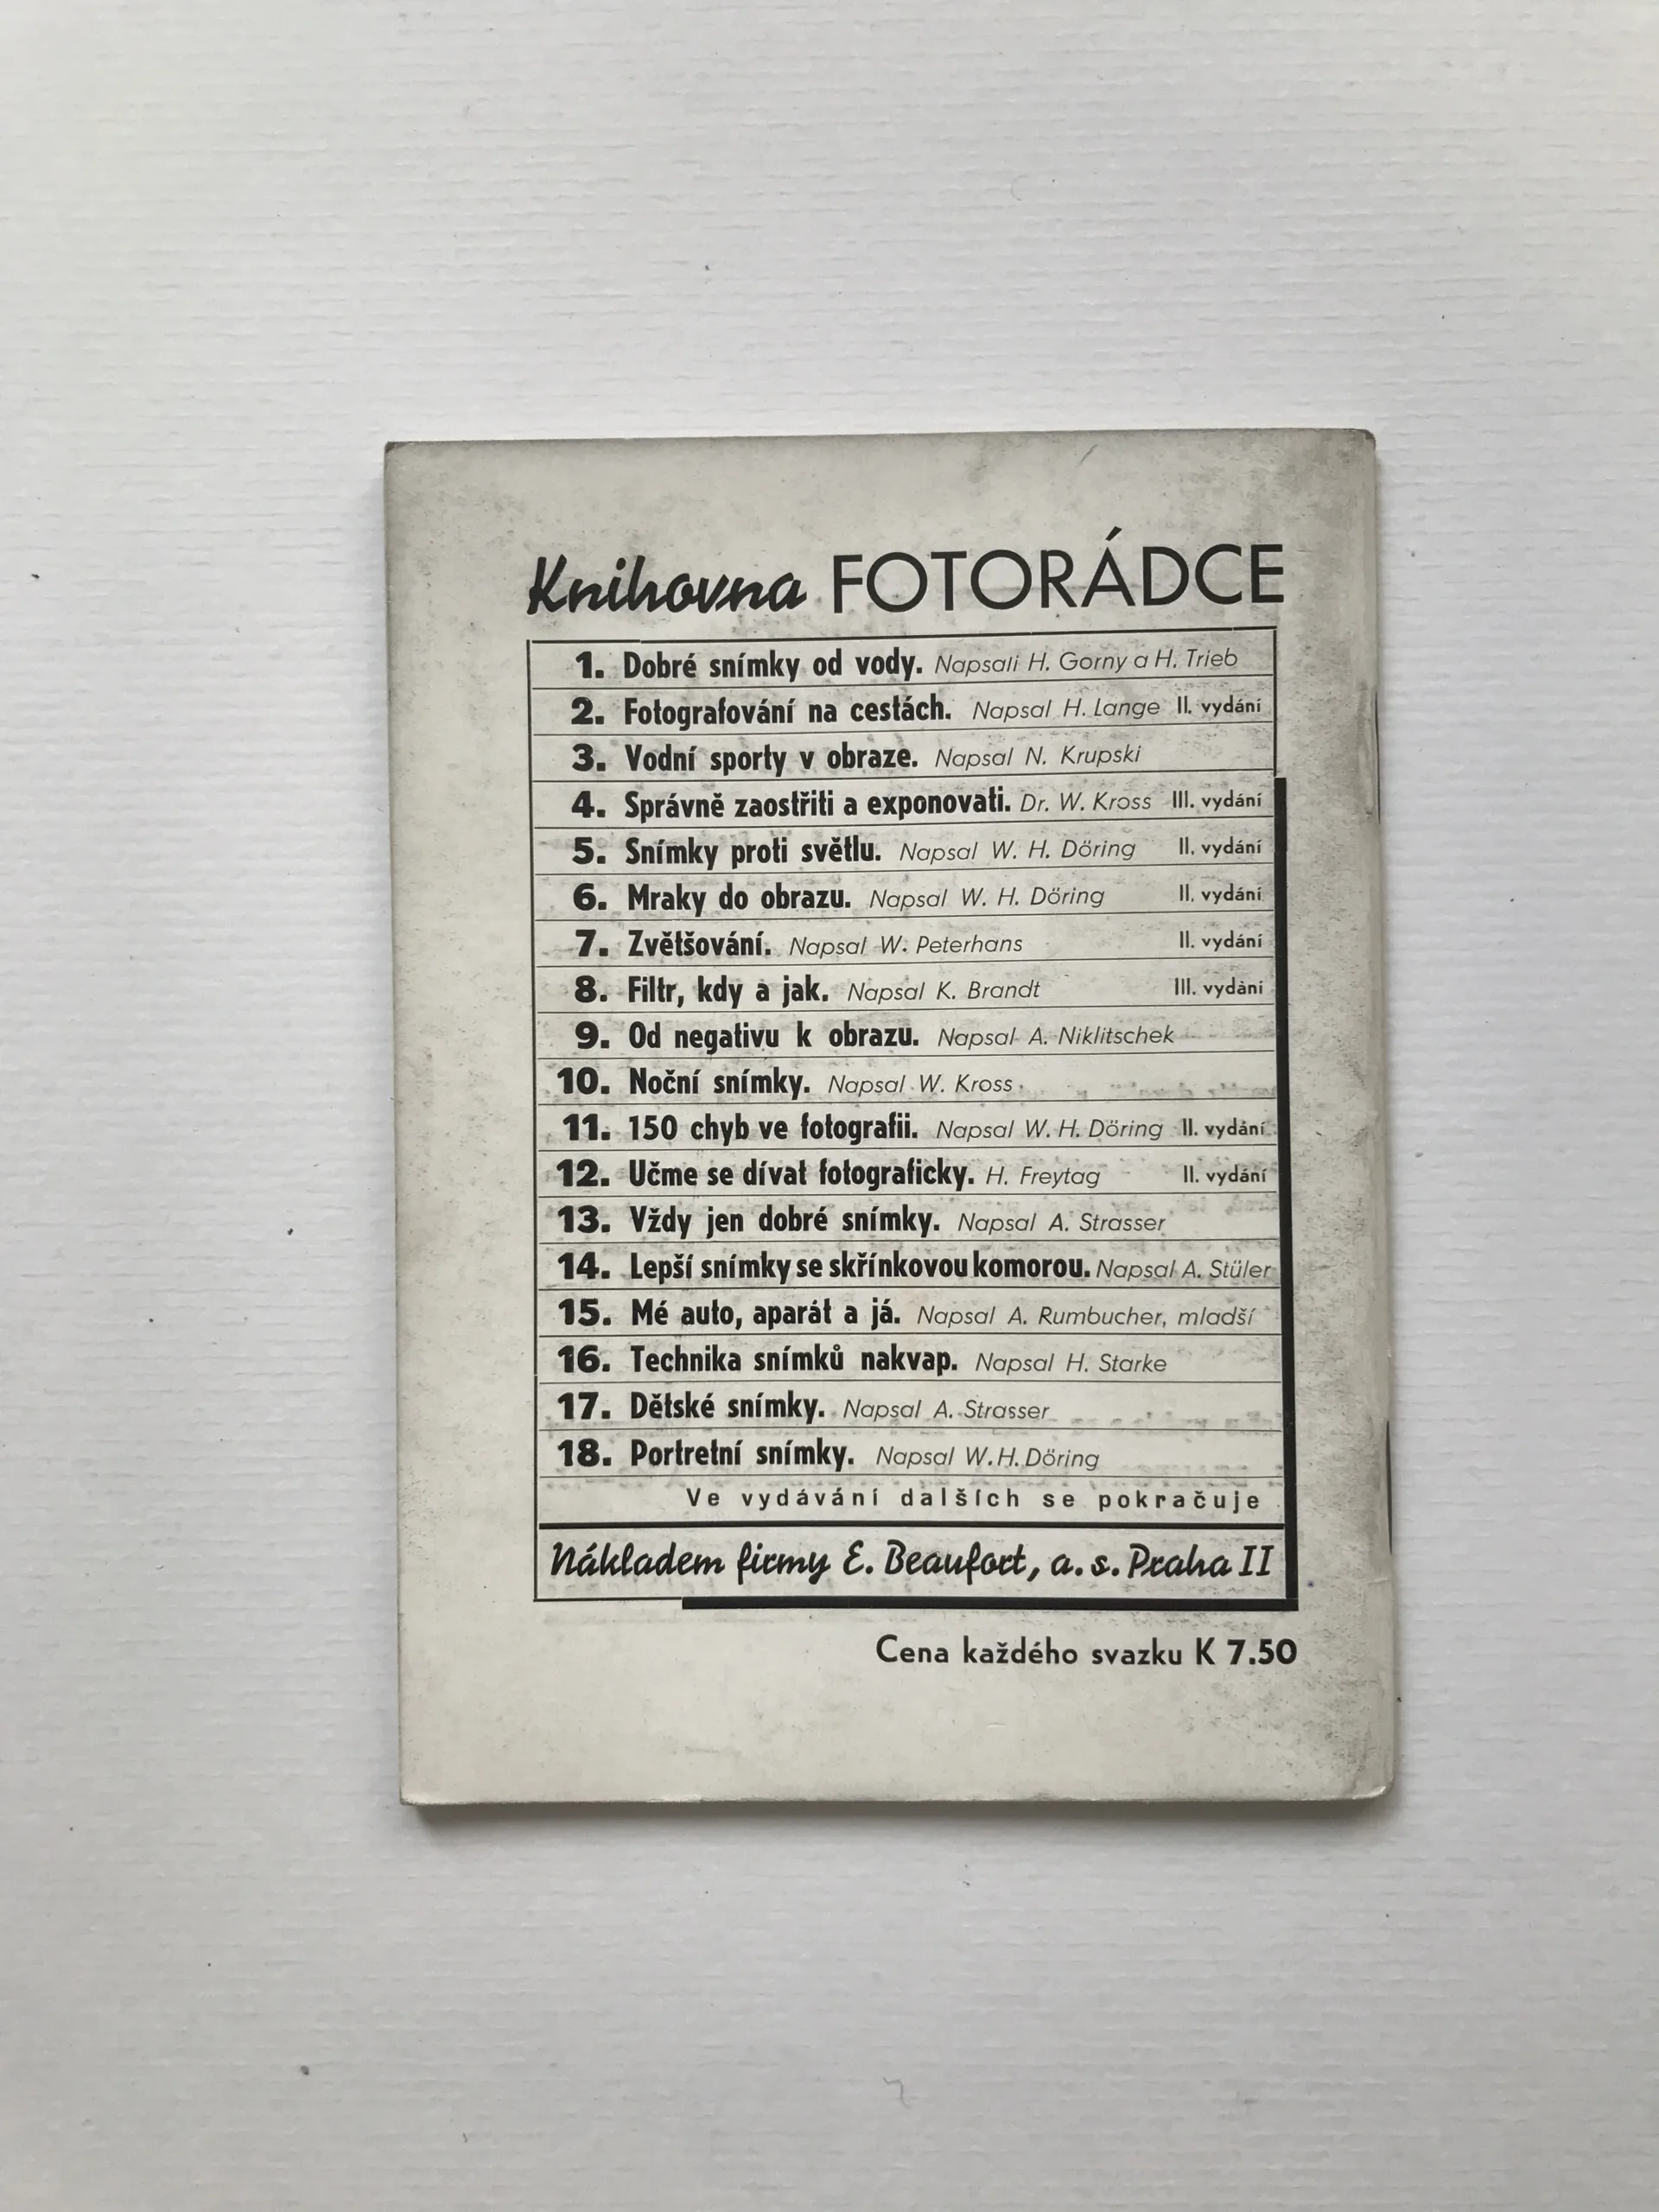 Knihovna FOTORÁDCE
1. Dobré snímky od vody. Napsali H. Gorny a H. Trieb
2. Fotografování na cestách. Napsal H. Lange II. vydání
3. Vodní sporty v obraze. Napsal N. Krupski
4. Správně zaostřiti a exponovati. Dr. W. Kross III. vydání
5. Snímky proti světlu. Napsal W. H. Döring II. vydání
6. Mraky do obrazu. Napsal W. H. Döring II. vydání
7. Zvětšování. Napsal W. Peterhans II. vydání
8. Filtr, kdy a jak. Napsal K. Brandt III. vydání
9. Od negativu k obrazu. Napsal A. Niklitschek
10. Noční snímky. Napsal W. Kross
11. 150 chyb ve fotografii. Napsal W. H. Döring II. vydání
12. Učme se dívat fotograficky. H. Freytag II. vydání
13. Vždy jen dobré snímky. Napsal A. Strasser
14. Lepší snímky se skřínkovou komorou. Napsal A. Stüler
15. Mé auto, aparát a já. Napsal A. Rumbucher, mladší
16. Technika snímků nakvap. Napsal H. Starke
17. Dětské snímky. Napsal A. Strasser
18. Portretní snímky. Napsal W. H. Döring
Ve vydávání dalších se pokračuje
Nákladem firmy E. Beaufort, a. s. Praha II
Cena každého svazku K 7.50